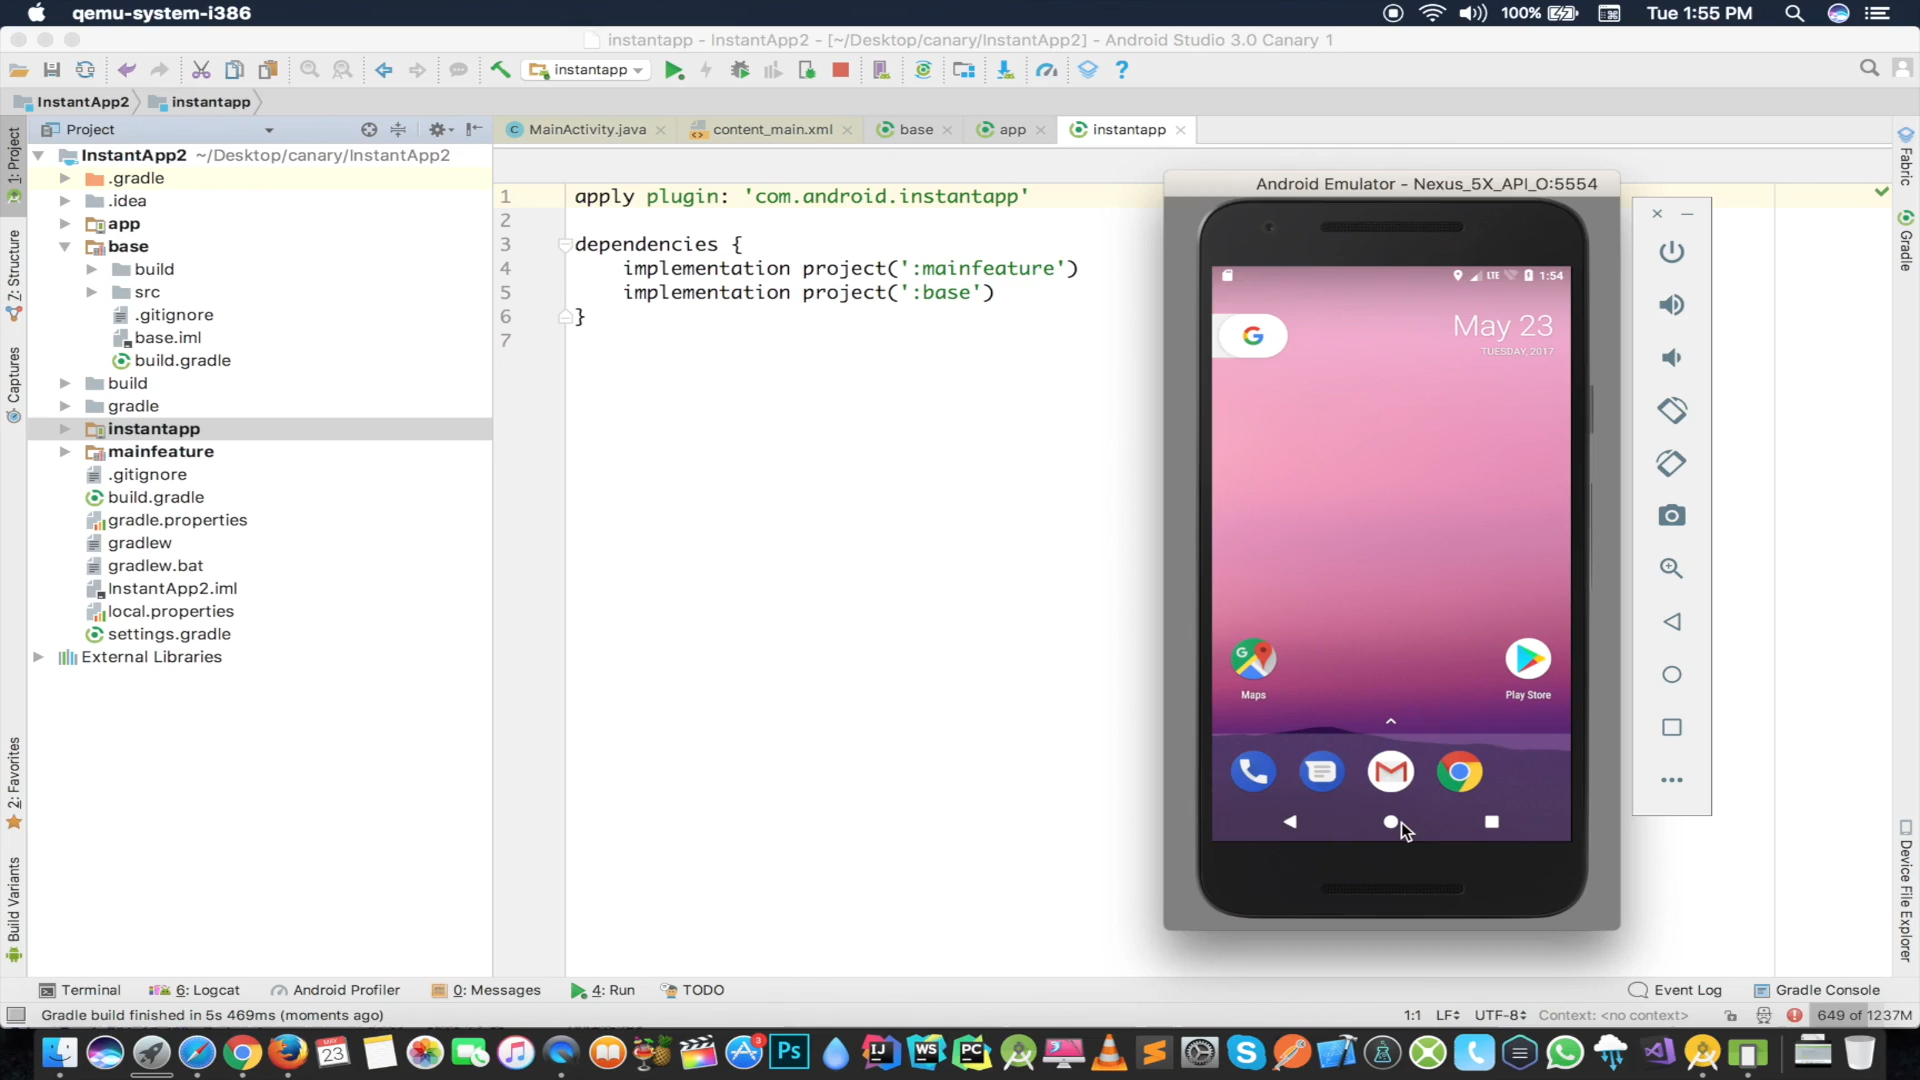 qemu-system-i386
100%
Tue 1:55 PM
instantapp - InstantApp2 - [~/Desktop/canary/InstantApp2] - Android Studio 3.0 Canary 1
instantapp
InstantApp2
instantapp
Project
MainActivity.java
content_main.xml
base
app
instantapp
1: Project
Z: Structure
Captures
2: Favorites
Build Variants
InstantApp2 ~/Desktop/canary/InstantApp2
.gradle
.idea
app
base
build
src
.gitignore
base.iml
build.gradle
build
gradle
instantapp
mainfeature
.gitignore
build.gradle
gradle.properties
gradlew
gradlew.bat
InstantApp2.iml
local.properties
settings.gradle
External Libraries
1 apply plugin: 'com.android.instantapp'
2
3 dependencies {
4 implementation project(':mainfeature')
5 implementation project(':base')
6 }
7
Android Emulator - Nexus_5X_API_O:5554
LTE 1:54
May 23
TUESDAY, 2017
Maps
Play Store
Fabric
Gradle
Device File Explorer
Terminal
6: Logcat
Android Profiler
0: Messages
4: Run
TODO
Event Log
Gradle Console
Gradle build finished in 5s 469ms (moments ago)
1:1
LF
UTF-8
Context: <no context>
649 of 1237M
MAY
23
3
Ps
IJ
WS
PC